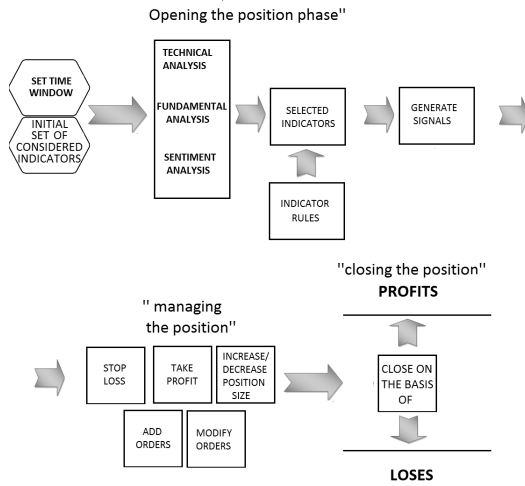 Opening the position phase"
SET TIME
WINDOW
INITIAL
SET OF
CONSIDERED
INDICATORS
TECHNICAL
ANALYSIS
FUNDAMENTAL
ANALYSIS
SENTIMENT
ANALYSIS
SELECTED
INDICATORS
INDICATOR
RULES
GENERATE
SIGNALS
" managing
the position"
STOP
LOSS
TAKE
PROFIT
INCREASE/
DECREASE
POSITION
SIZE
ADD
ORDERS
MODIFY
ORDERS
"closing the position"
PROFITS
CLOSE ON
THE BASIS
OF
LOSES